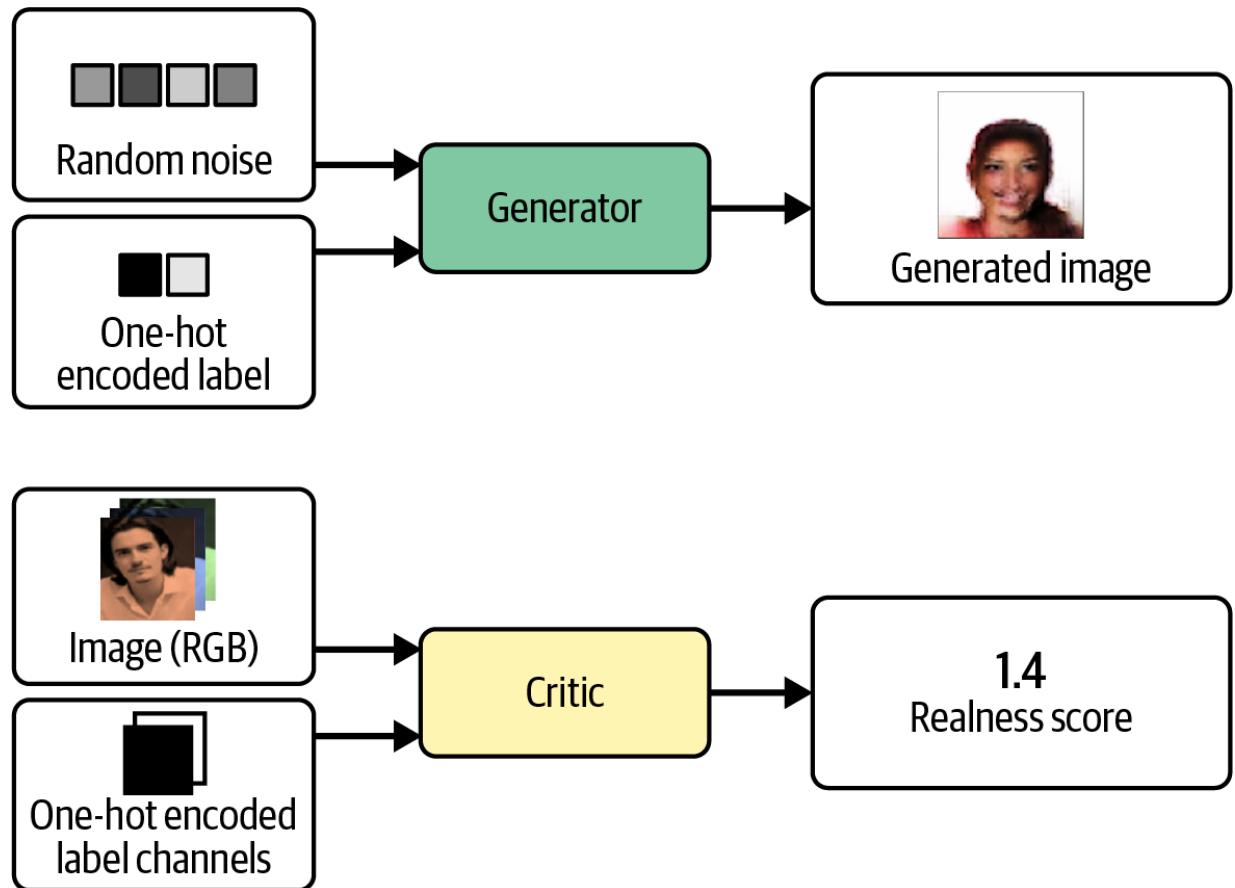 Random noise
One-hot
encoded label
Generator
Generated image
Image (RGB)
One-hot encoded
label channels
Critic
1.4
Realness score